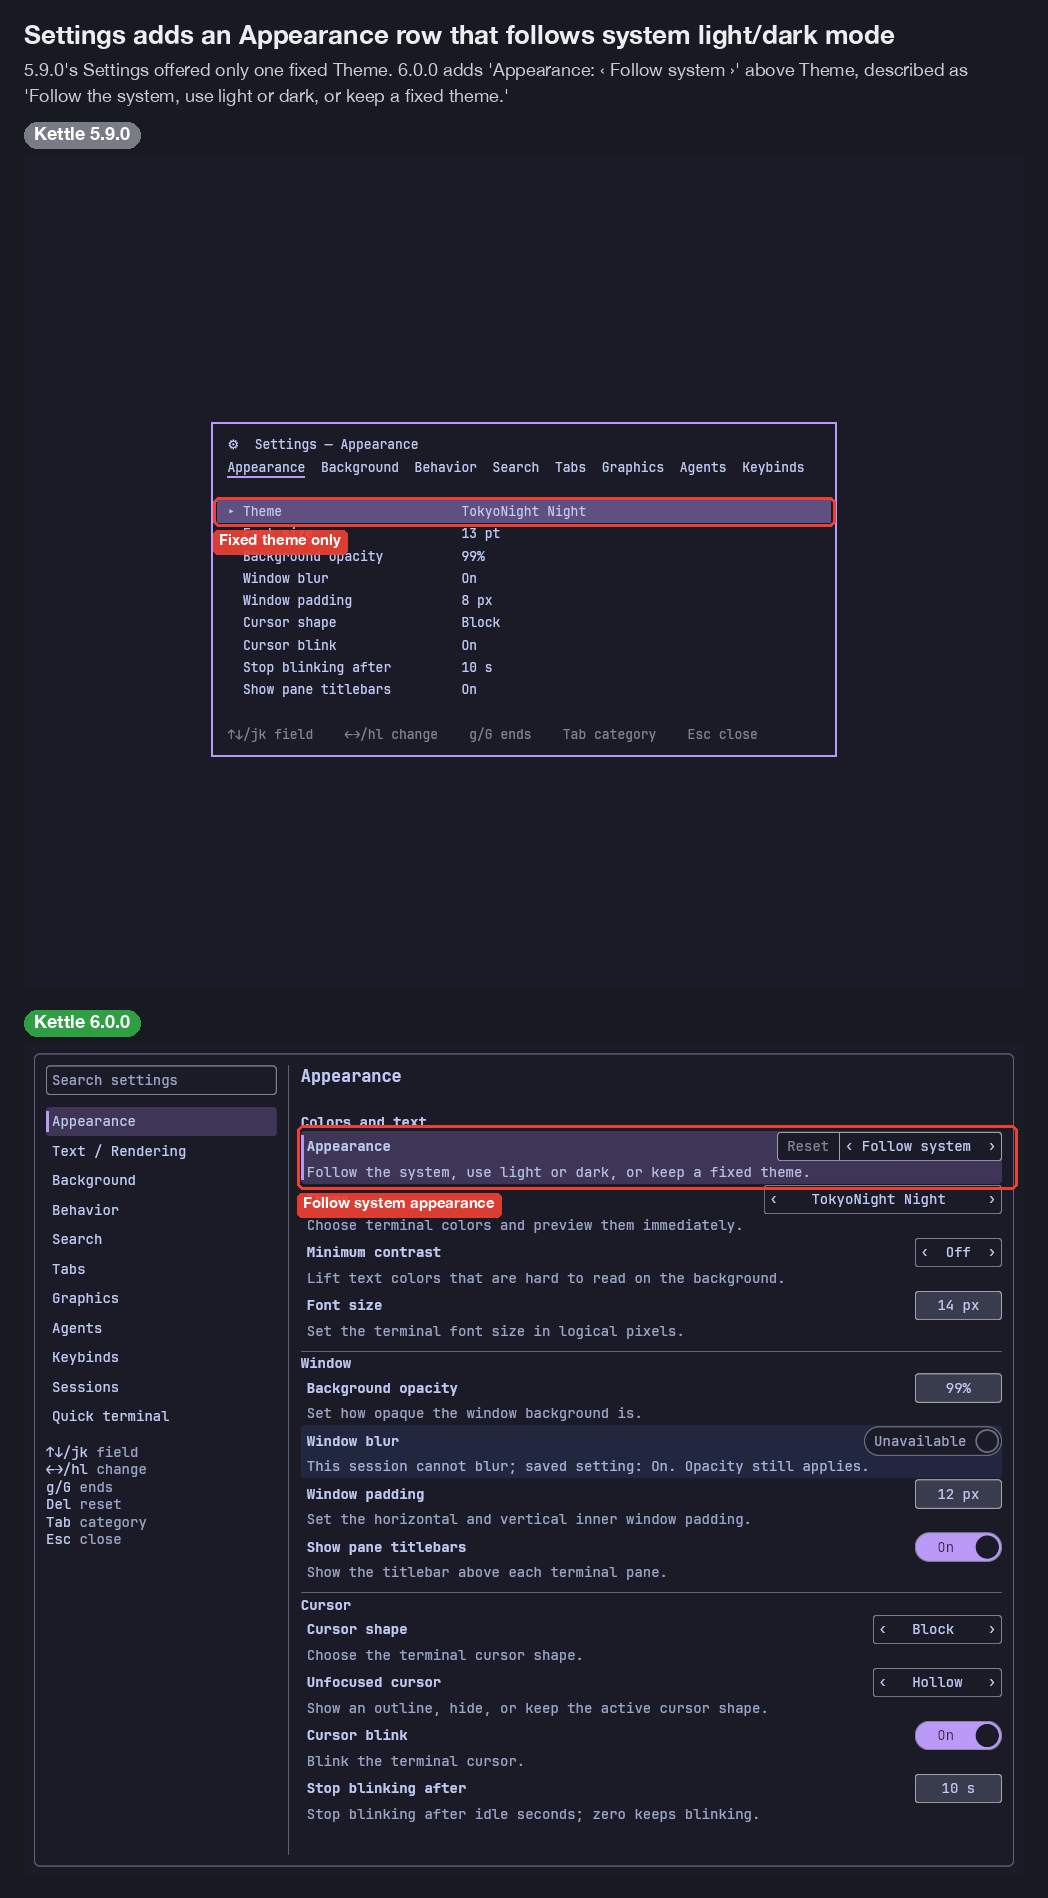 Settings adds an Appearance row that follows system light/dark mode
5.9.0's Settings offered only one fixed Theme. 6.0.0 adds 'Appearance: ‹ Follow system ›' above Theme, described as
'Follow the system, use light or dark, or keep a fixed theme.'
Kettle 5.9.0
⚙ Settings — Appearance
Appearance Background Behavior Search Tabs Graphics Agents Keybinds
▸ Theme TokyoNight Night
13 pt
Fixed theme only
Background opacity 99%
Window blur On
Window padding 8 px
Cursor shape Block
Cursor blink On
Stop blinking after 10 s
Show pane titlebars On
↑↓/jk field ↔/hl change g/G ends Tab category Esc close
Kettle 6.0.0
Search settings
Appearance
Text / Rendering
Background
Behavior
Search
Tabs
Graphics
Agents
Keybinds
Sessions
Quick terminal
↑↓/jk field
↔/hl change
g/G ends
Del reset
Tab category
Esc close
Appearance
Colors and text
Appearance Reset ‹ Follow system ›
Follow the system, use light or dark, or keep a fixed theme.
Follow system appearance
‹ TokyoNight Night ›
Choose terminal colors and preview them immediately.
Minimum contrast ‹ Off ›
Lift text colors that are hard to read on the background.
Font size 14 px
Set the terminal font size in logical pixels.
Window
Background opacity 99%
Set how opaque the window background is.
Window blur Unavailable
This session cannot blur; saved setting: On. Opacity still applies.
Window padding 12 px
Set the horizontal and vertical inner window padding.
Show pane titlebars On
Show the titlebar above each terminal pane.
Cursor
Cursor shape ‹ Block ›
Choose the terminal cursor shape.
Unfocused cursor ‹ Hollow ›
Show an outline, hide, or keep the active cursor shape.
Cursor blink On
Blink the terminal cursor.
Stop blinking after 10 s
Stop blinking after idle seconds; zero keeps blinking.